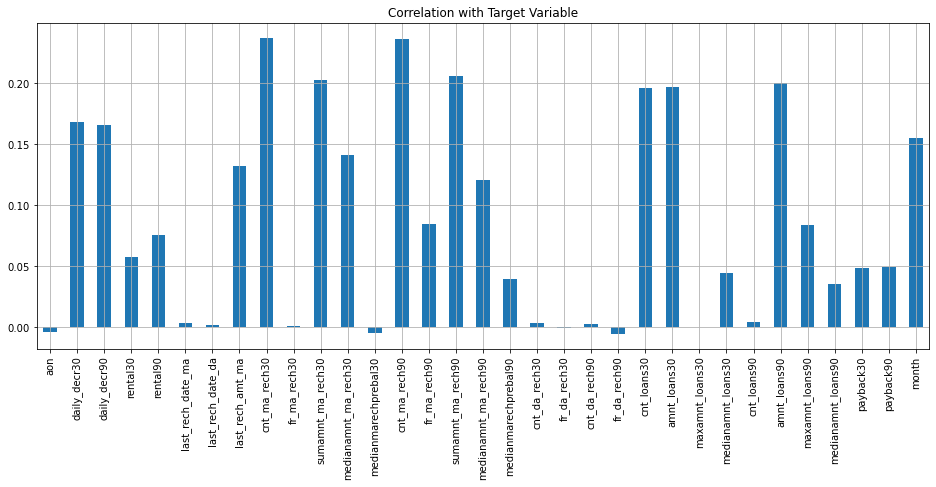 Correlation with Target Variable
0.20
0.15
0.10
0.05
0.00
aon
daily_decr30
daily_decr90
rental30
rental90
last_rech_date_ma
last_rech_date_da
last_rech_amt_ma
cnt_ma_rech30
fr_ma_rech30
sumamnt_ma_rech30
medianamnt_ma_rech30
medianmarechprebal30
cnt_ma_rech90
fr_ma_rech90
sumamnt_ma_rech90
medianamnt_ma_rech90
medianmarechprebal90
cnt_da_rech30
fr_da_rech30
cnt_da_rech90
fr_da_rech90
cnt_loans30
amnt_loans30
maxamnt_loans30
medianamnt_loans30
cnt_loans90
amnt_loans90
maxamnt_loans90
medianamnt_loans90
payback30
payback90
month